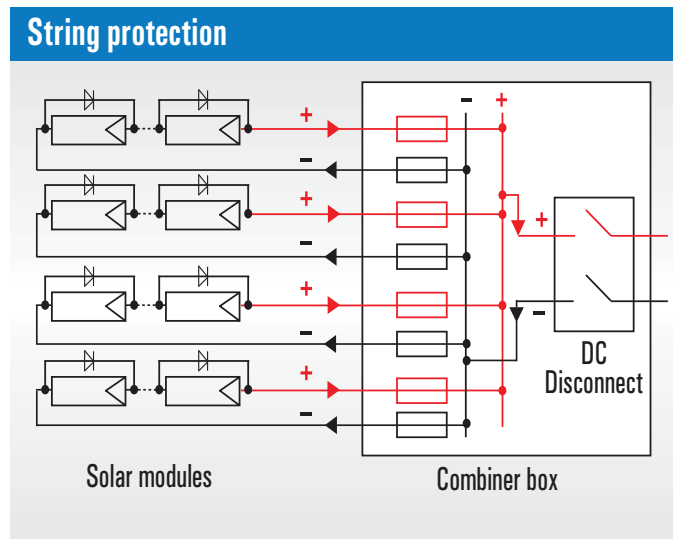 String protection
- +
+
-
+
-
+
+
-
-
+
-
DC
Disconnect
Solar modules
Combiner box